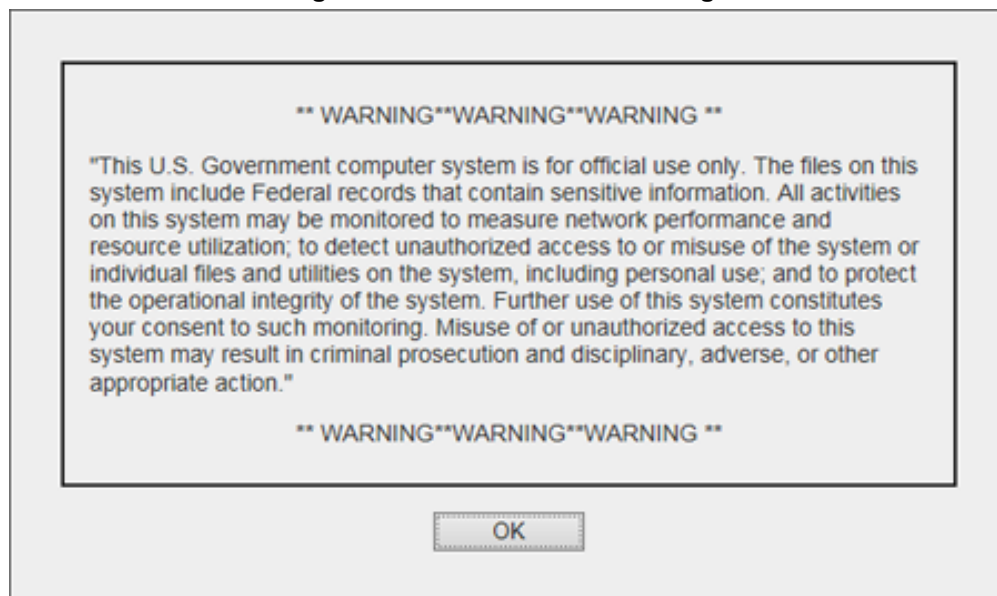 ** WARNING**WARNING**WARNING **
"This U.S. Government computer system is for official use only. The files on this
system include Federal records that contain sensitive information. All activities
on this system may be monitored to measure network performance and
resource utilization; to detect unauthorized access to or misuse of the system or
individual files and utilities on the system, including personal use; and to protect
the operational integrity of the system. Further use of this system constitutes
your consent to such monitoring. Misuse of or unauthorized access to this
system may result in criminal prosecution and disciplinary, adverse, or other
appropriate action."
** WARNING**WARNING**WARNING **
OK